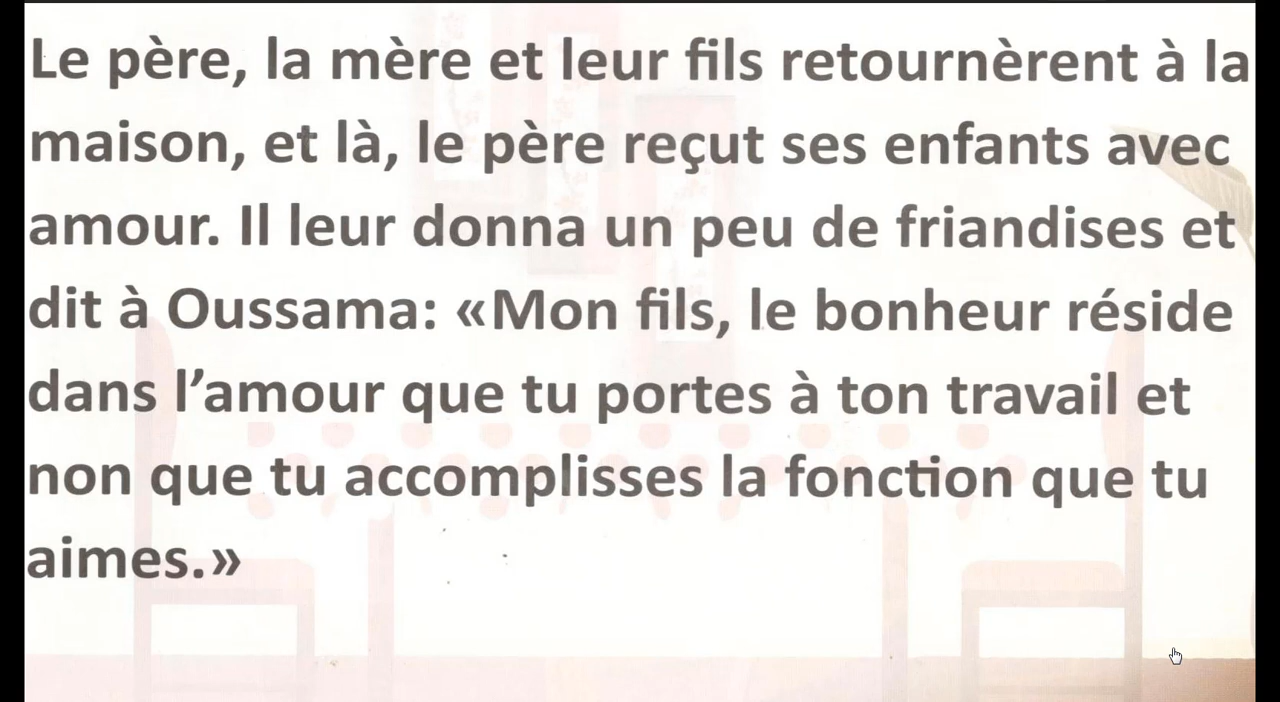 Le père, la mère et leur fils retournèrent à la
maison, et là, le père reçut ses enfants avec
amour. Il leur donna un peu de friandises et
dit à Oussama: «Mon fils, le bonheur réside
dans l’amour que tu portes à ton travail et
non que tu accomplisses la fonction que tu
aimes.»